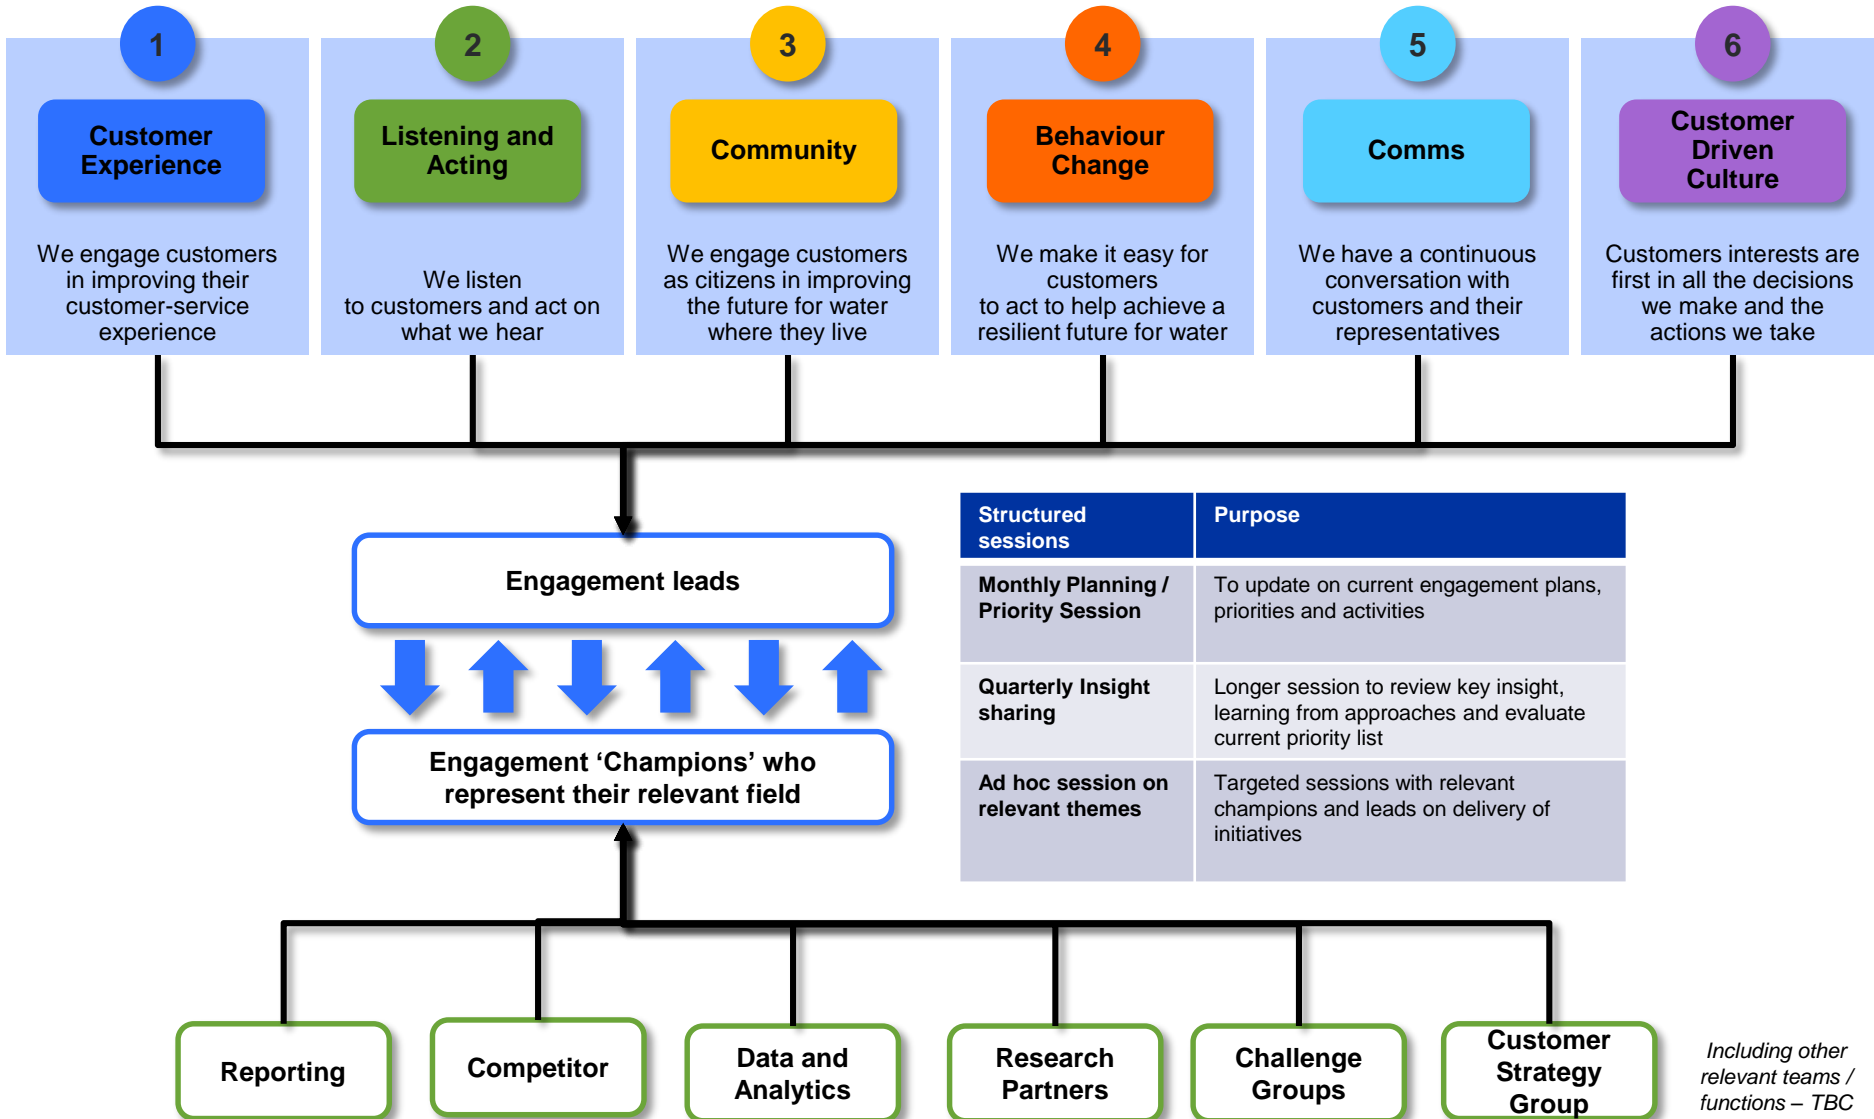 1
2
3
4
5
6
Customer
Experience
Listening and
Acting
Community
Behaviour
Change
Comms
Customer
Driven
Culture
We engage customers
in improving their
customer-service
experience
We listen
to customers and act on
what we hear
We engage customers
as citizens in improving
the future for water
where they live
We make it easy for
customers
to act to help achieve a
resilient future for water
We have a continuous
conversation with
customers and their
representatives
Customers interests are
first in all the decisions
we make and the
actions we take
Engagement leads
Engagement ‘Champions’ who
represent their relevant field
Structured
sessions
Purpose
Monthly Planning /
Priority Session
To update on current engagement plans,
priorities and activities
Quarterly Insight
sharing
Longer session to review key insight,
learning from approaches and evaluate
current priority list
Ad hoc session on
relevant themes
Targeted sessions with relevant
champions and leads on delivery of
initiatives
Reporting
Competitor
Data and
Analytics
Research
Partners
Challenge
Groups
Customer
Strategy
Group
Including other
relevant teams /
functions – TBC